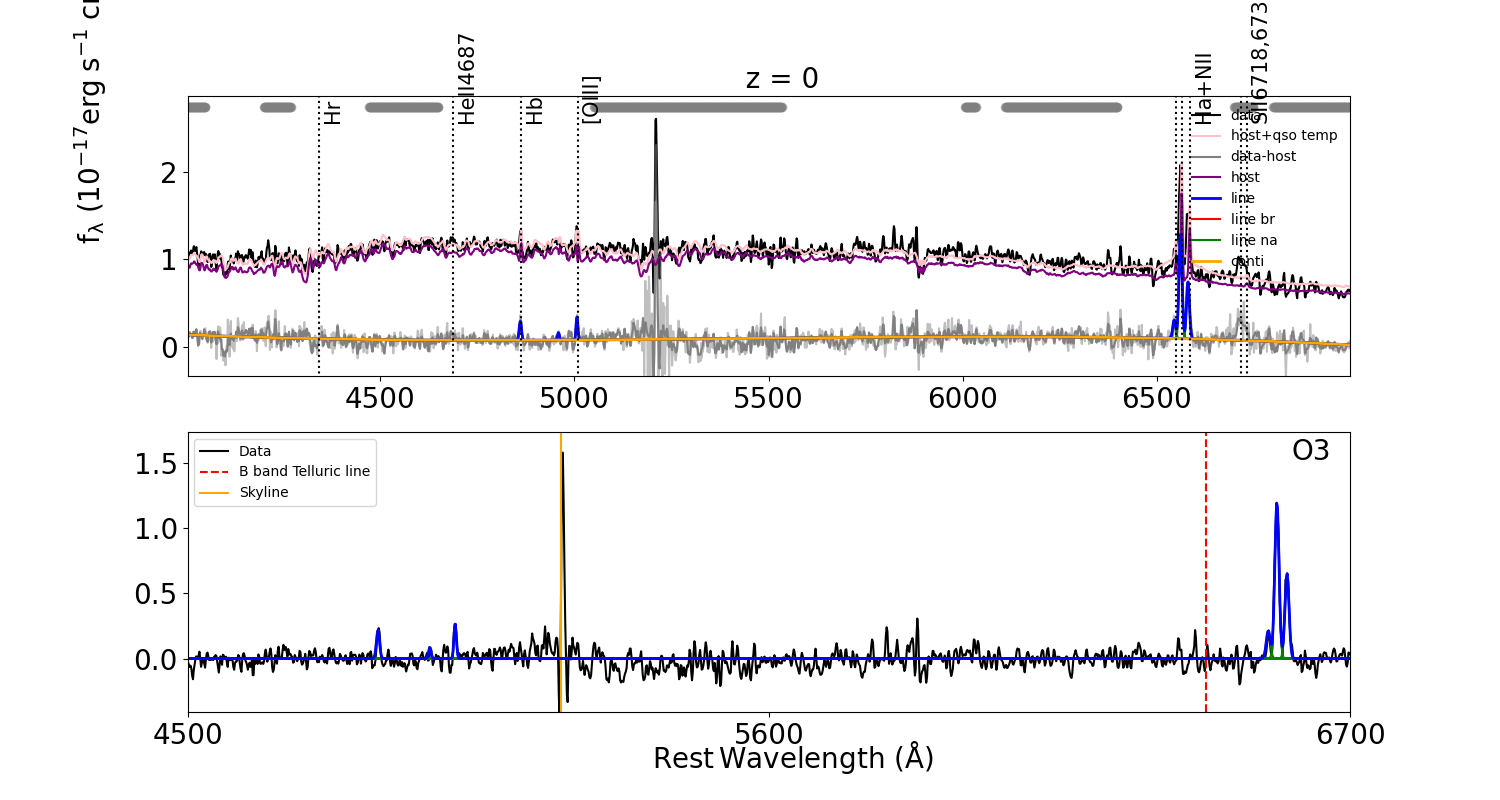 z = 0
f_λ (10^−17 erg s^−1
Hr
HeII4687
Hb
[OIII]
Ha+NII
SII6718,673
data
host+qso temp
data-host
host
line
line br
line na
conti
2
1
0
4500
5000
5500
6000
6500
Data
B band Telluric line
Skyline
O3
1.5
1.0
0.5
0.0
4500
5600
6700
Rest Wavelength (Å)